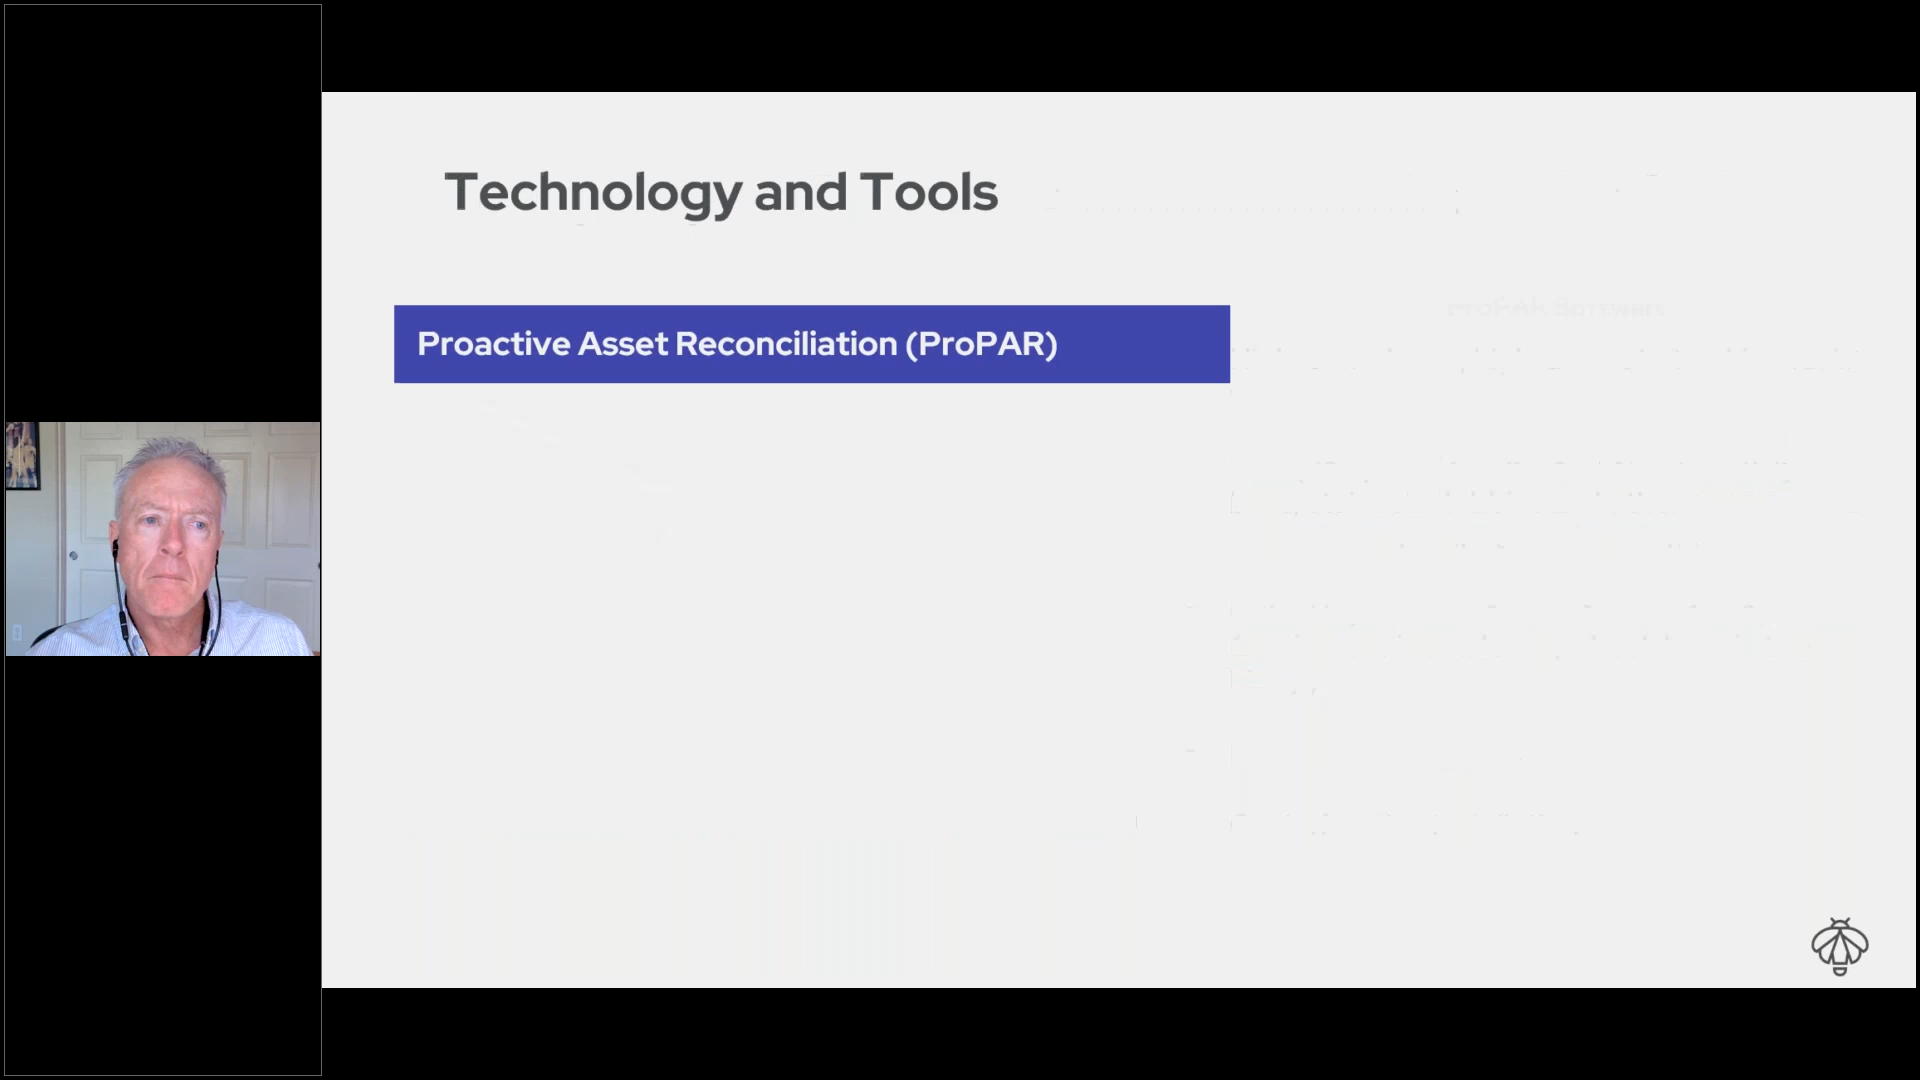 Technology and Tools
Proactive Asset Reconciliation (ProPAR)